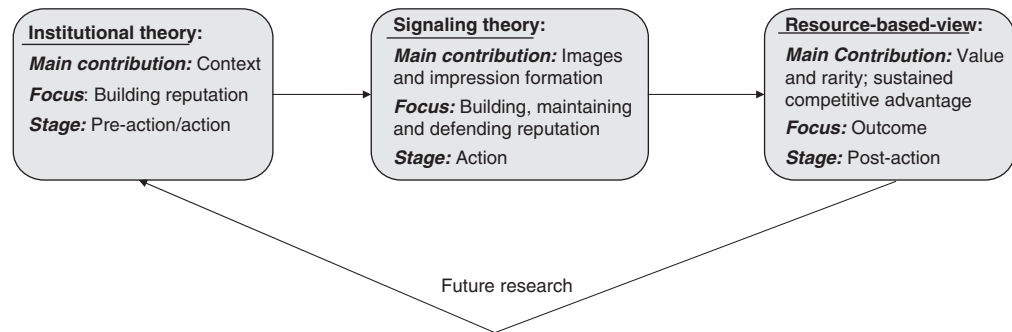 Institutional theory:
Main contribution: Context
Focus: Building reputation
Stage: Pre-action/action
Signaling theory:
Main contribution: Images
and impression formation
Focus: Building, maintaining
and defending reputation
Stage: Action
Resource-based-view:
Main Contribution: Value
and rarity; sustained
competitive advantage
Focus: Outcome
Stage: Post-action
Future research